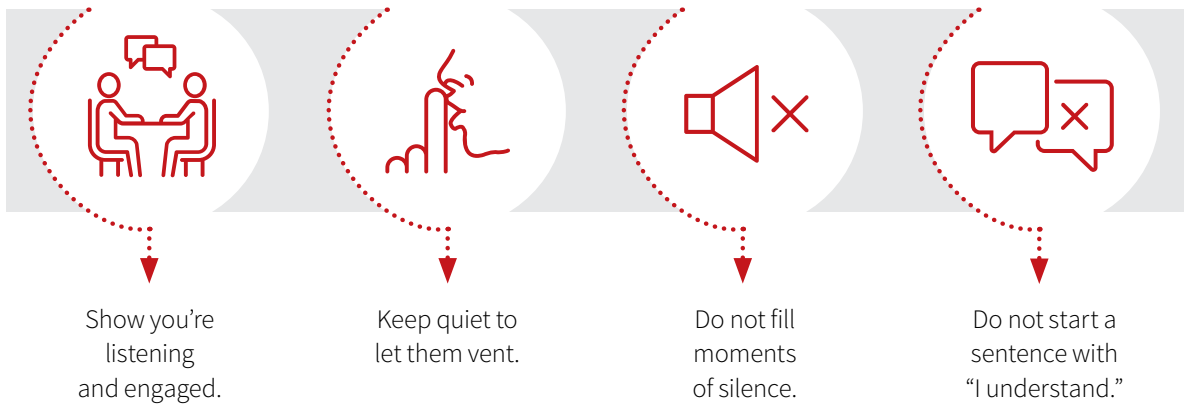 Show you’re
listening
and engaged.
Keep quiet to
let them vent.
Do not fill
moments
of silence.
Do not start a
sentence with
“I understand.”